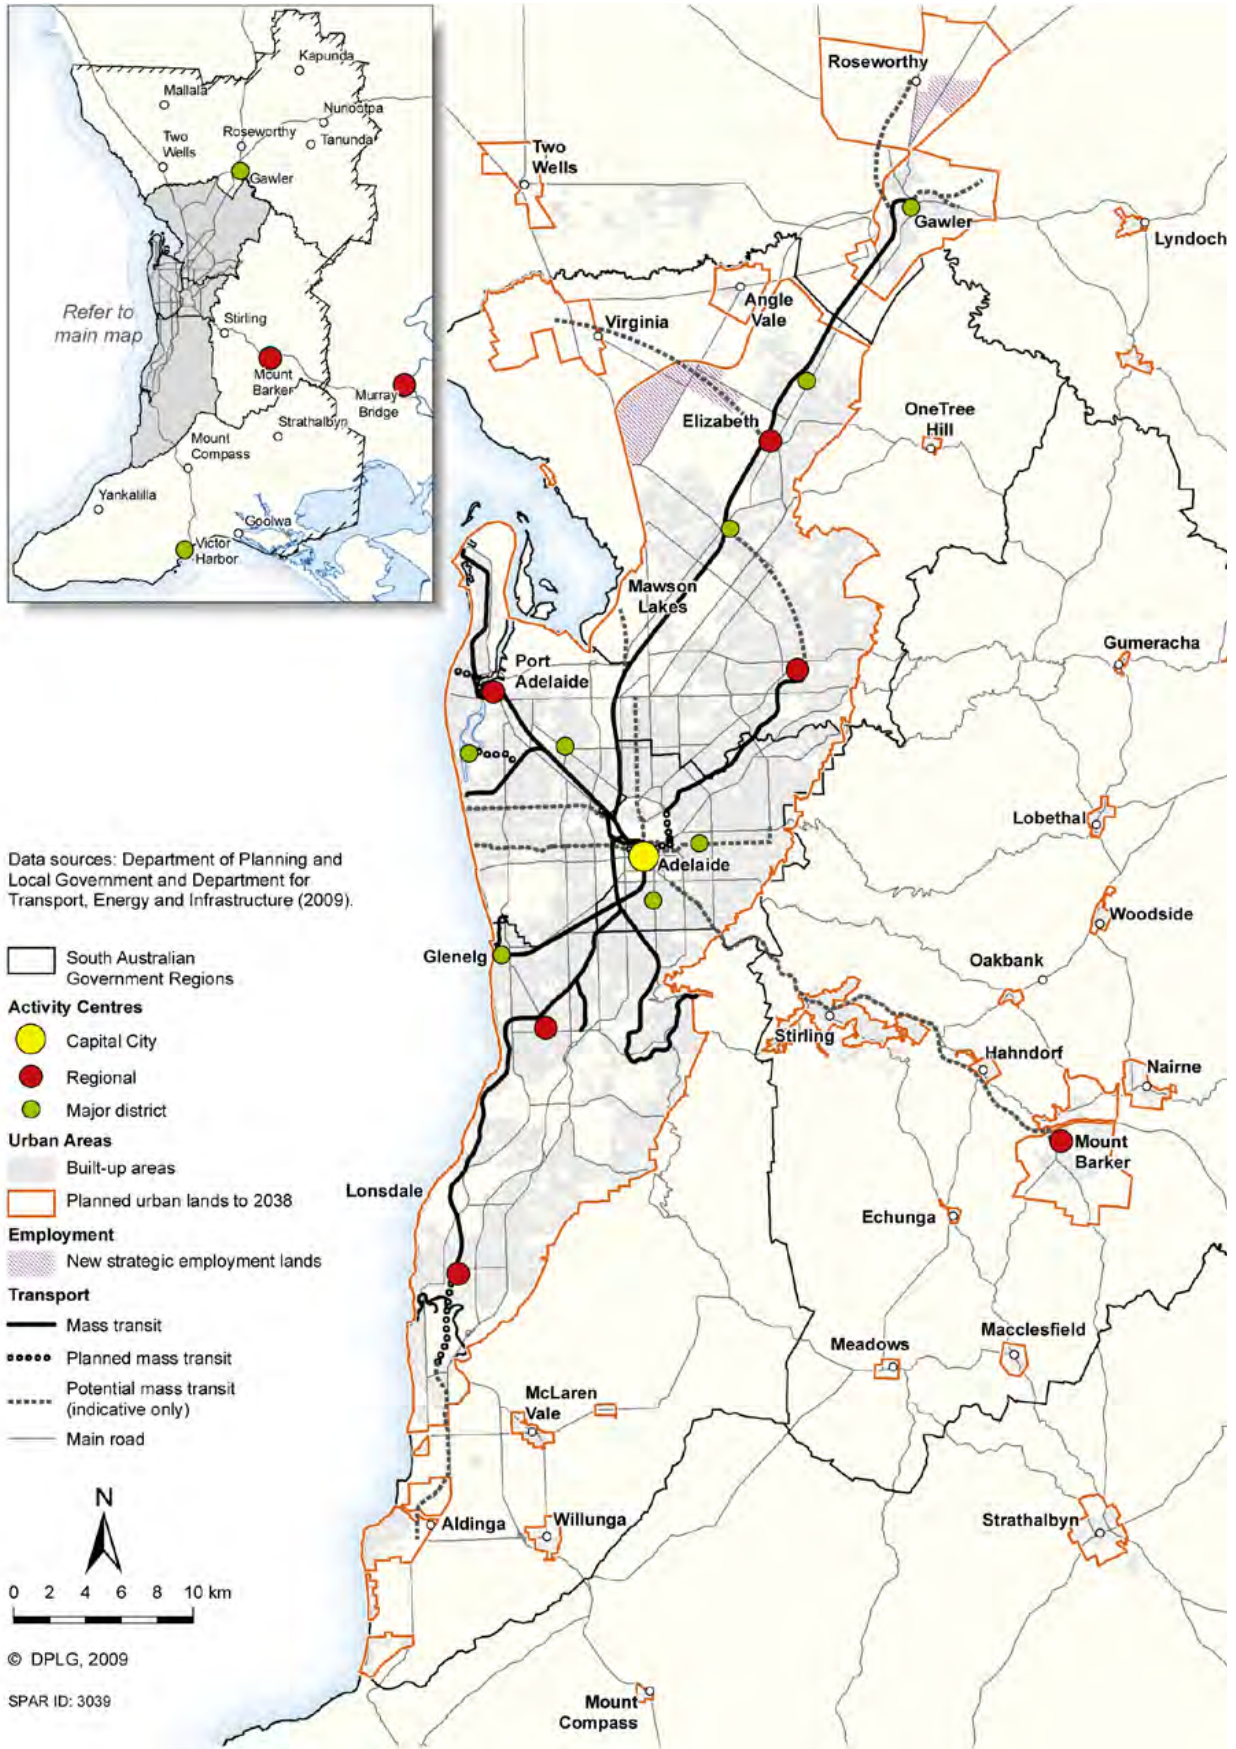 Kapunda
Mallala
Nuriootpa
Two
Wells
Roseworthy
Tanunda
Gawler
Refer to
main map
Stirling
Mount
Barker
Murray
Bridge
Strathalbyn
Mount
Compass
Yankalilla
Goolwa
Victor
Harbor
Roseworthy
Two
Wells
Gawler
Lyndoch
Angle
Vale
Virginia
Elizabeth
OneTree
Hill
Mawson
Lakes
Gumeracha
Port
Adelaide
Lobethal
Adelaide
Woodside
Glenelg
Oakbank
Stirling
Hahndorf
Nairne
Mount
Barker
Lonsdale
Echunga
Meadows
Macclesfield
McLaren
Vale
Aldinga
Willunga
Strathalbyn
Mount
Compass
Data sources: Department of Planning and
Local Government and Department for
Transport, Energy and Infrastructure (2009).
South Australian
Government Regions
Activity Centres
Capital City
Regional
Major district
Urban Areas
Built-up areas
Planned urban lands to 2038
Employment
New strategic employment lands
Transport
Mass transit
Planned mass transit
Potential mass transit
(indicative only)
Main road
N
0 2 4 6 8 10 km
© DPLG, 2009
SPAR ID: 3039